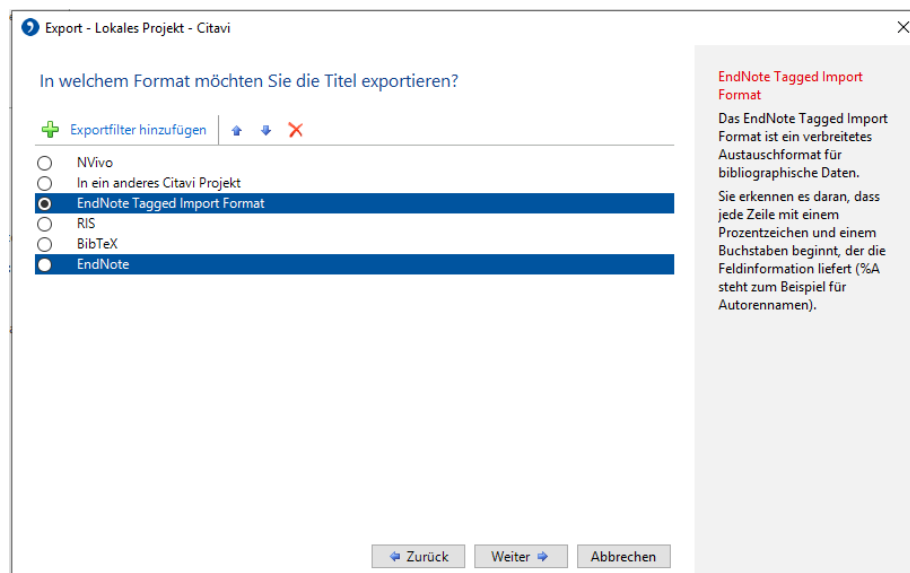 Export - Lokales Projekt - Citavi
In welchem Format möchten Sie die Titel exportieren?
Exportfilter hinzufügen
NVivo
In ein anderes Citavi Projekt
EndNote Tagged Import Format
RIS
BibTeX
EndNote
EndNote Tagged Import
Format
Das EndNote Tagged Import
Format ist ein verbreitetes
Austauschformat für
bibliographische Daten.
Sie erkennen es daran, dass
jede Zeile mit einem
Prozentzeichen und einem
Buchstaben beginnt, der die
Feldinformation liefert (%A
steht zum Beispiel für
Autorennamen).
Zurück
Weiter
Abbrechen